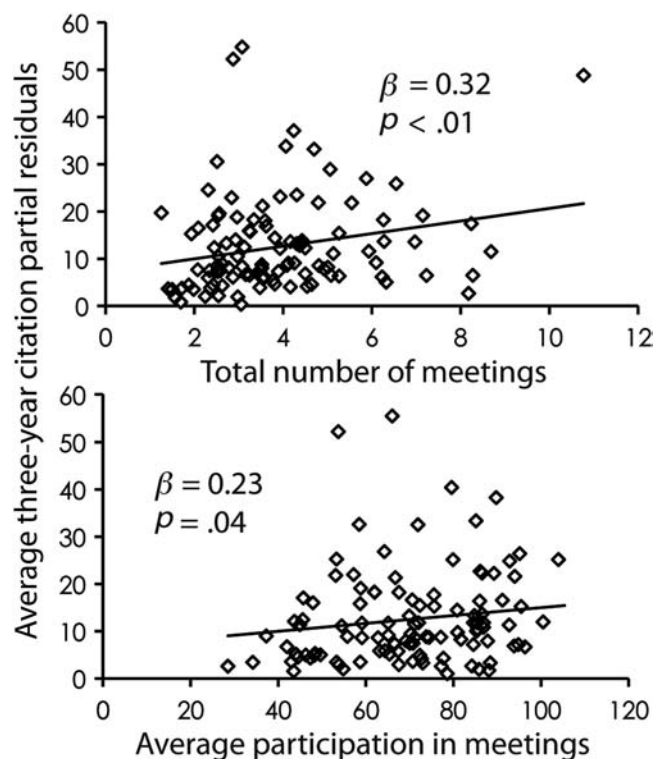 Average three-year citation partial residuals
60
50
40
30
20
10
0
β = 0.32
p < .01
0 2 4 6 8 10 12
Total number of meetings
60
50
40
30
20
10
0
β = 0.23
p = .04
0 20 40 60 80 100 120
Average participation in meetings